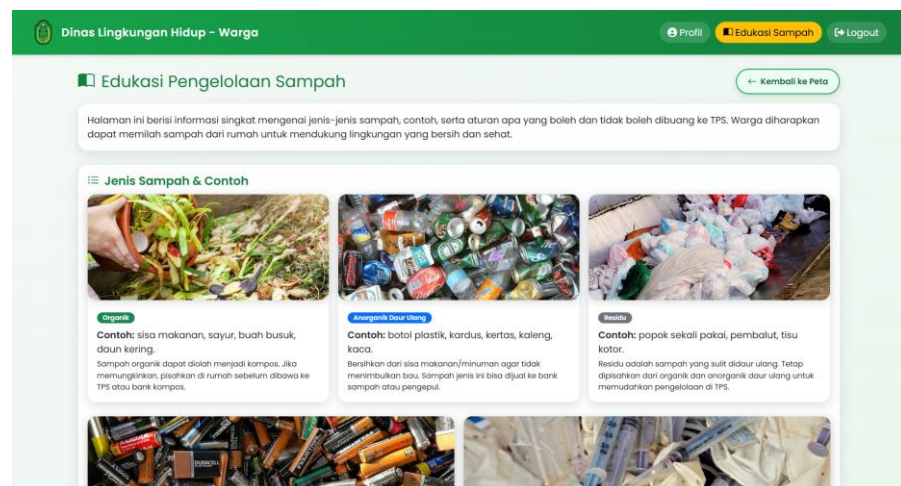 Dinas Lingkungan Hidup - Warga
Profil
Edukasi Sampah
Logout
Edukasi Pengelolaan Sampah
← Kembali ke Peta
Halaman ini berisi informasi singkat mengenai jenis-jenis sampah, contoh, serta aturan apa yang boleh dan tidak boleh dibuang ke TPS. Warga diharapkan
dapat memilah sampah dari rumah untuk mendukung lingkungan yang bersih dan sehat.
Jenis Sampah & Contoh
Organik
Contoh: sisa makanan, sayur, buah busuk,
daun kering.
Sampah organik dapat diolah menjadi kompos. Jika
memungkinkan, pisahkan di rumah sebelum dibawa ke
TPS atau bank kompos.
Anorganik Daur Ulang
Contoh: botol plastik, kardus, kertas, kaleng,
kaca.
Bersihkan dari sisa makanan/minuman agar tidak
menimbulkan bau. Sampah jenis ini bisa dijual ke bank
sampah atau pengepul.
Residu
Contoh: popok sekali pakai, pembalut, tisu
kotor.
Residu adalah sampah yang sulit didaur ulang. Tetap
dipisahkan dari organik dan anorganik daur ulang untuk
memudahkan pengelolaan di TPS.
DURACELL